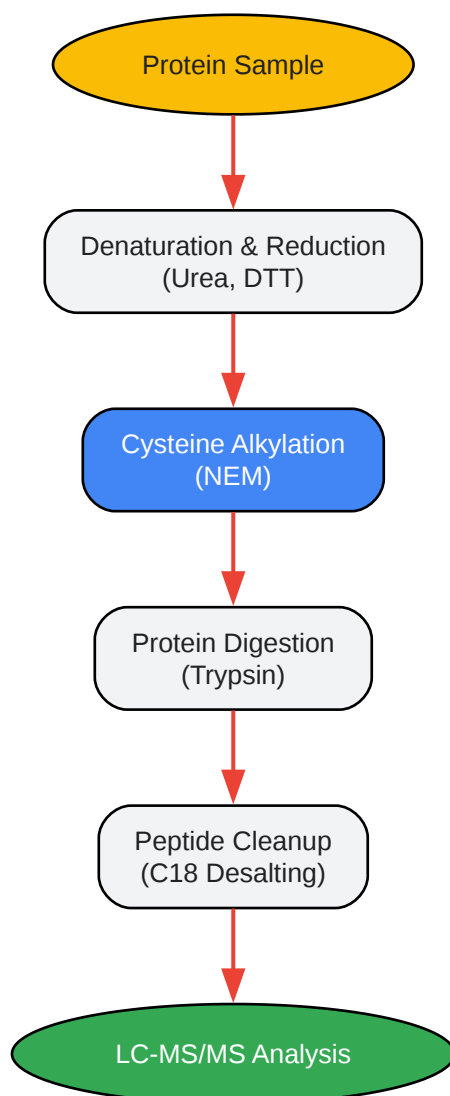 Protein Sample
Denaturation & Reduction
(Urea, DTT)
Cysteine Alkylation
(NEM)
Protein Digestion
(Trypsin)
Peptide Cleanup
(C18 Desalting)
LC-MS/MS Analysis